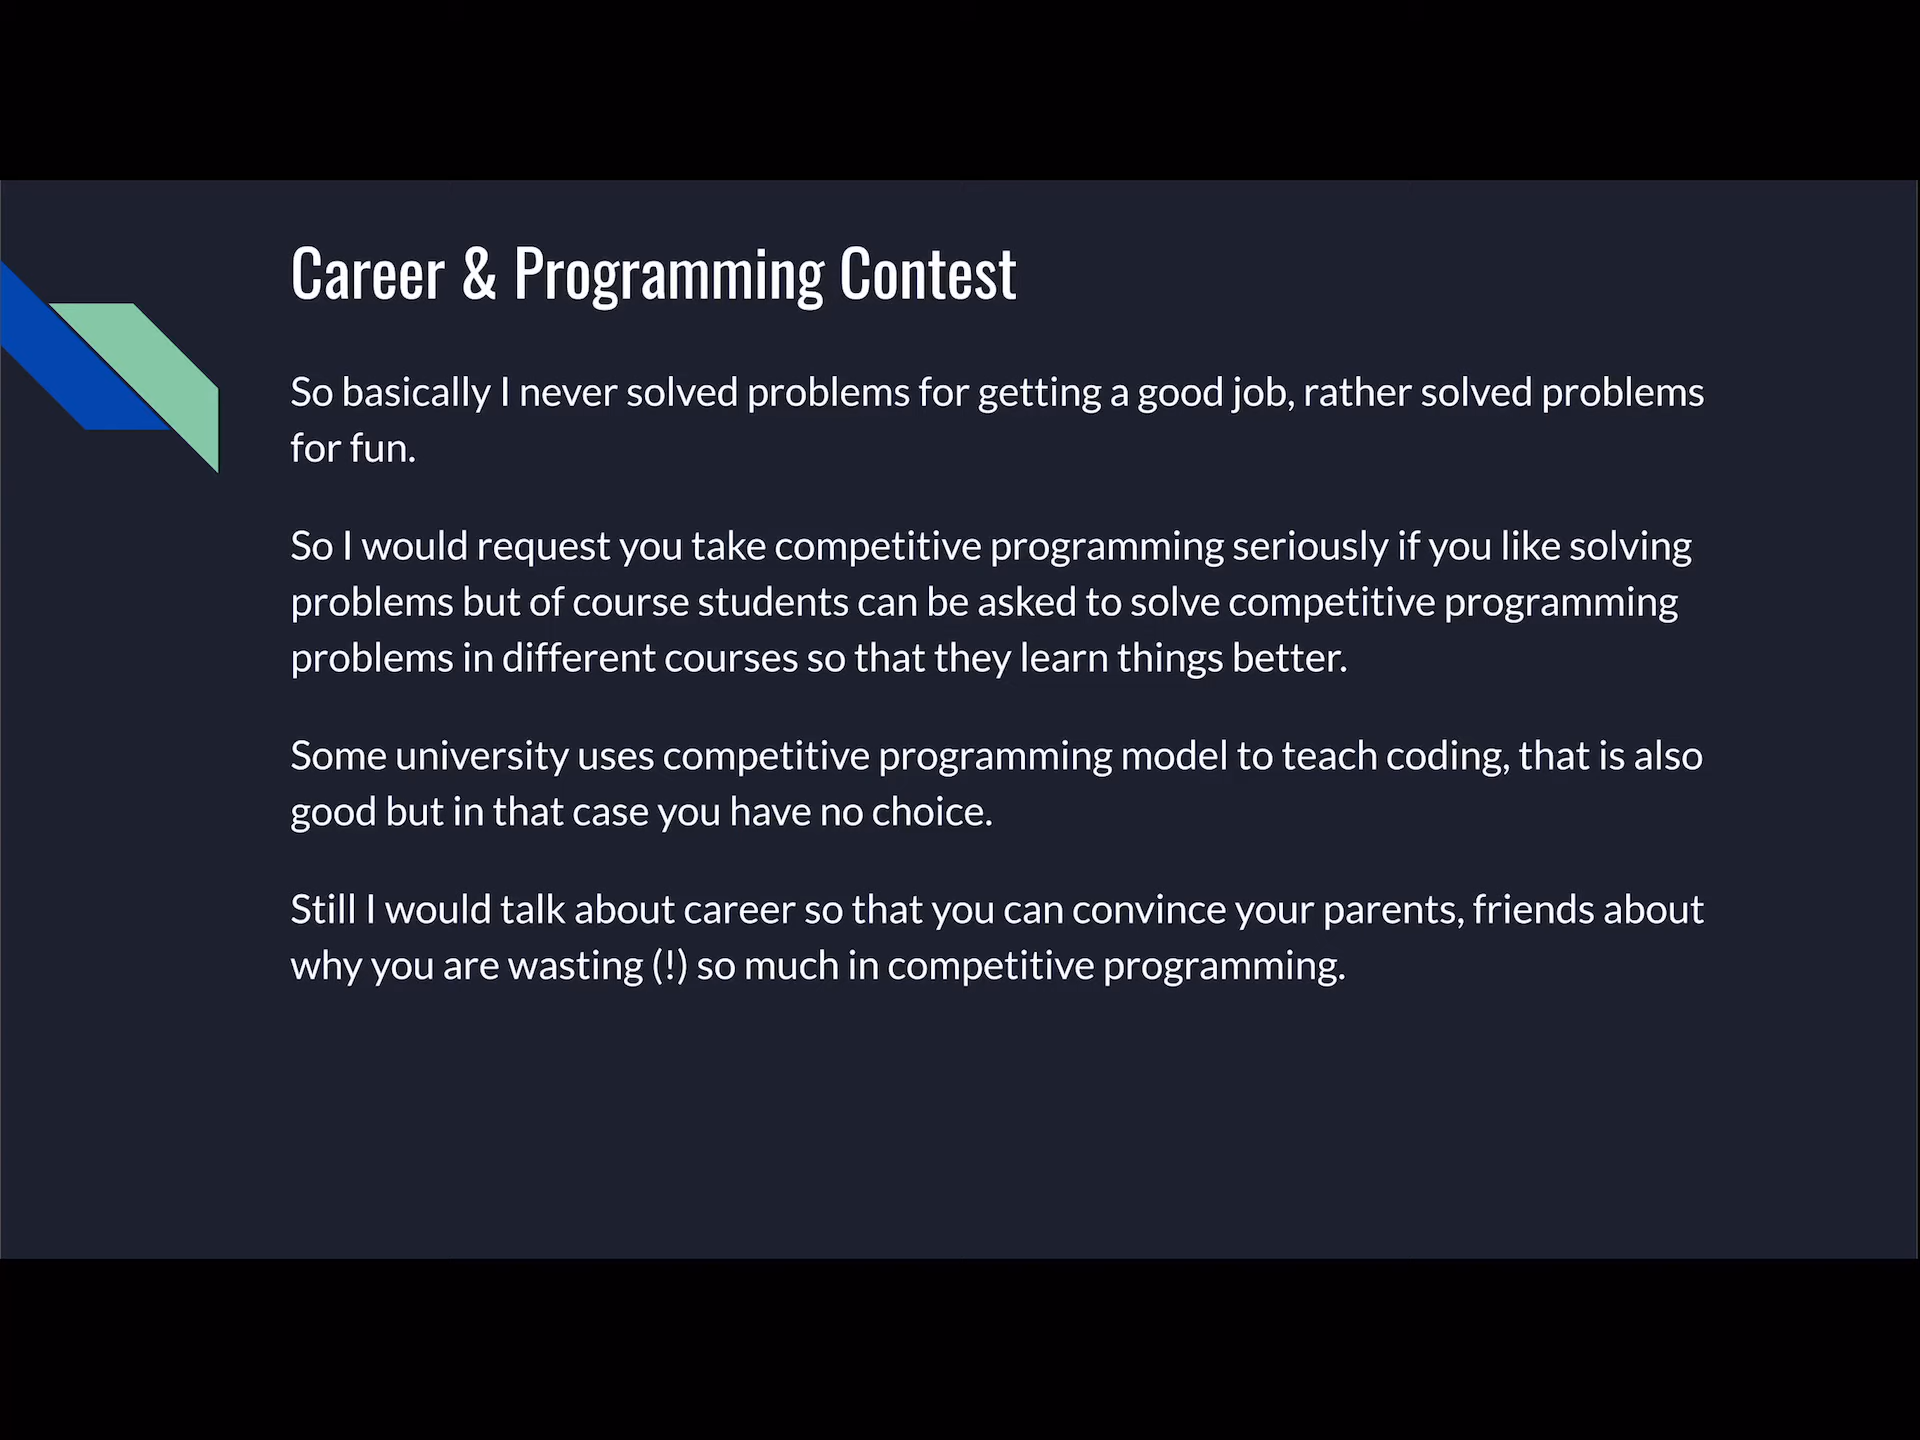 Career & Programming Contest
So basically I never solved problems for getting a good job, rather solved problems
for fun.
So I would request you take competitive programming seriously if you like solving
problems but of course students can be asked to solve competitive programming
problems in different courses so that they learn things better.
Some university uses competitive programming model to teach coding, that is also
good but in that case you have no choice.
Still I would talk about career so that you can convince your parents, friends about
why you are wasting (!) so much in competitive programming.